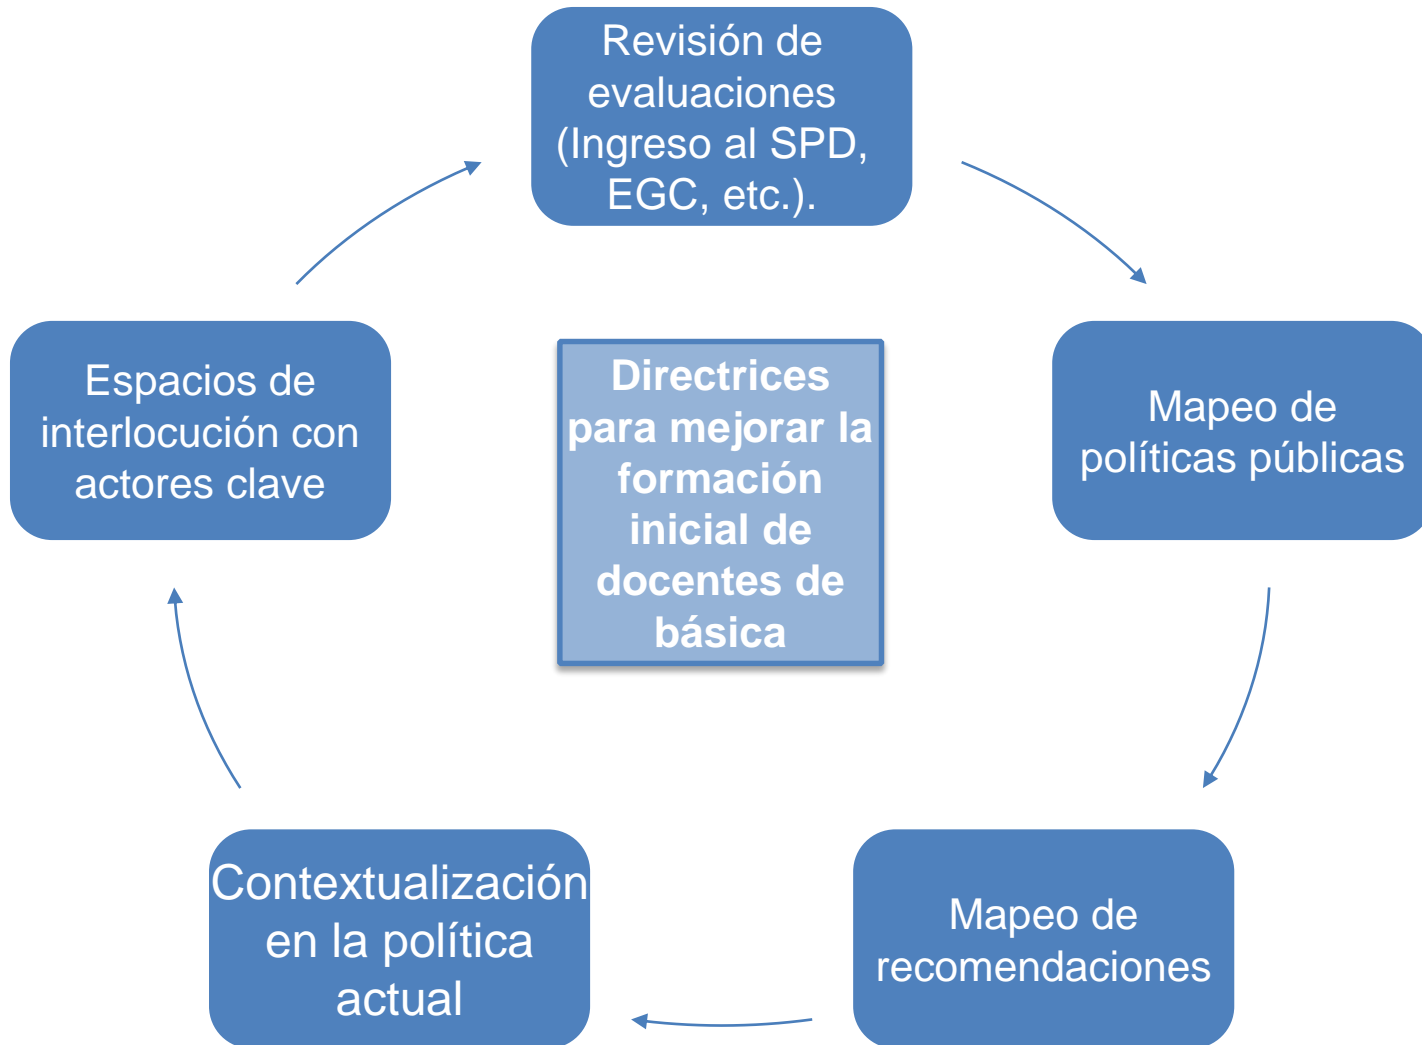 Revisión de
evaluaciones
(Ingreso al SPD,
EGC, etc.).
Espacios de
interlocución con
actores clave
Directrices
para mejorar la
formación
inicial de
docentes de
básica
Mapeo de
políticas públicas
Contextualización
en la política
actual
Mapeo de
recomendaciones